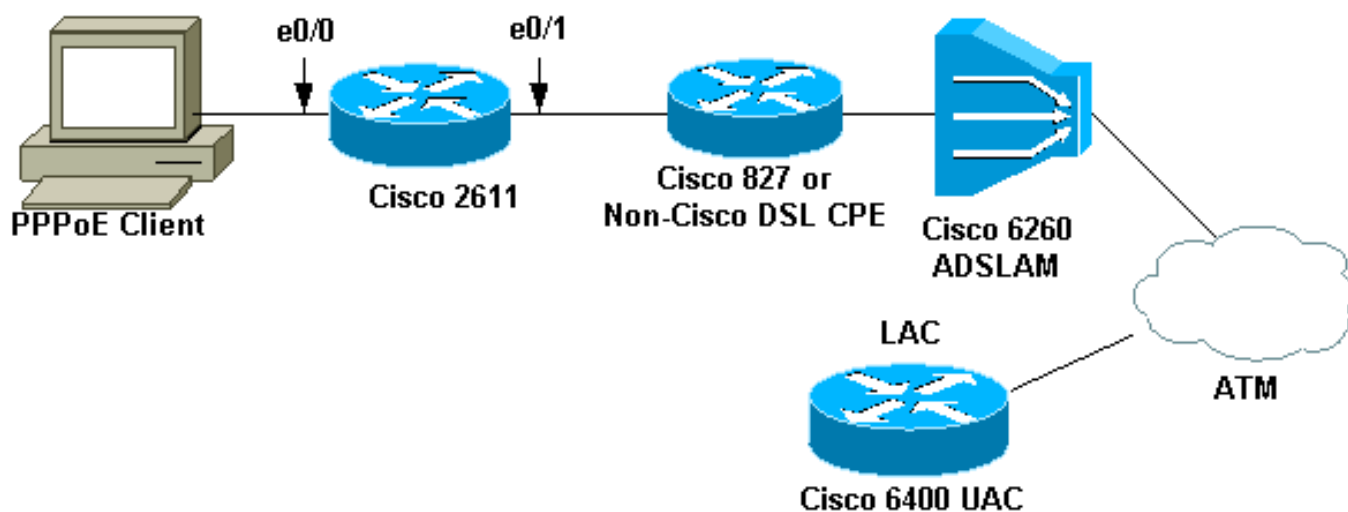 e0/0
e0/1
PPPoE Client
Cisco 2611
Cisco 827 or
Non-Cisco DSL CPE
Cisco 6260
ADSLAM
LAC
ATM
Cisco 6400 UAC